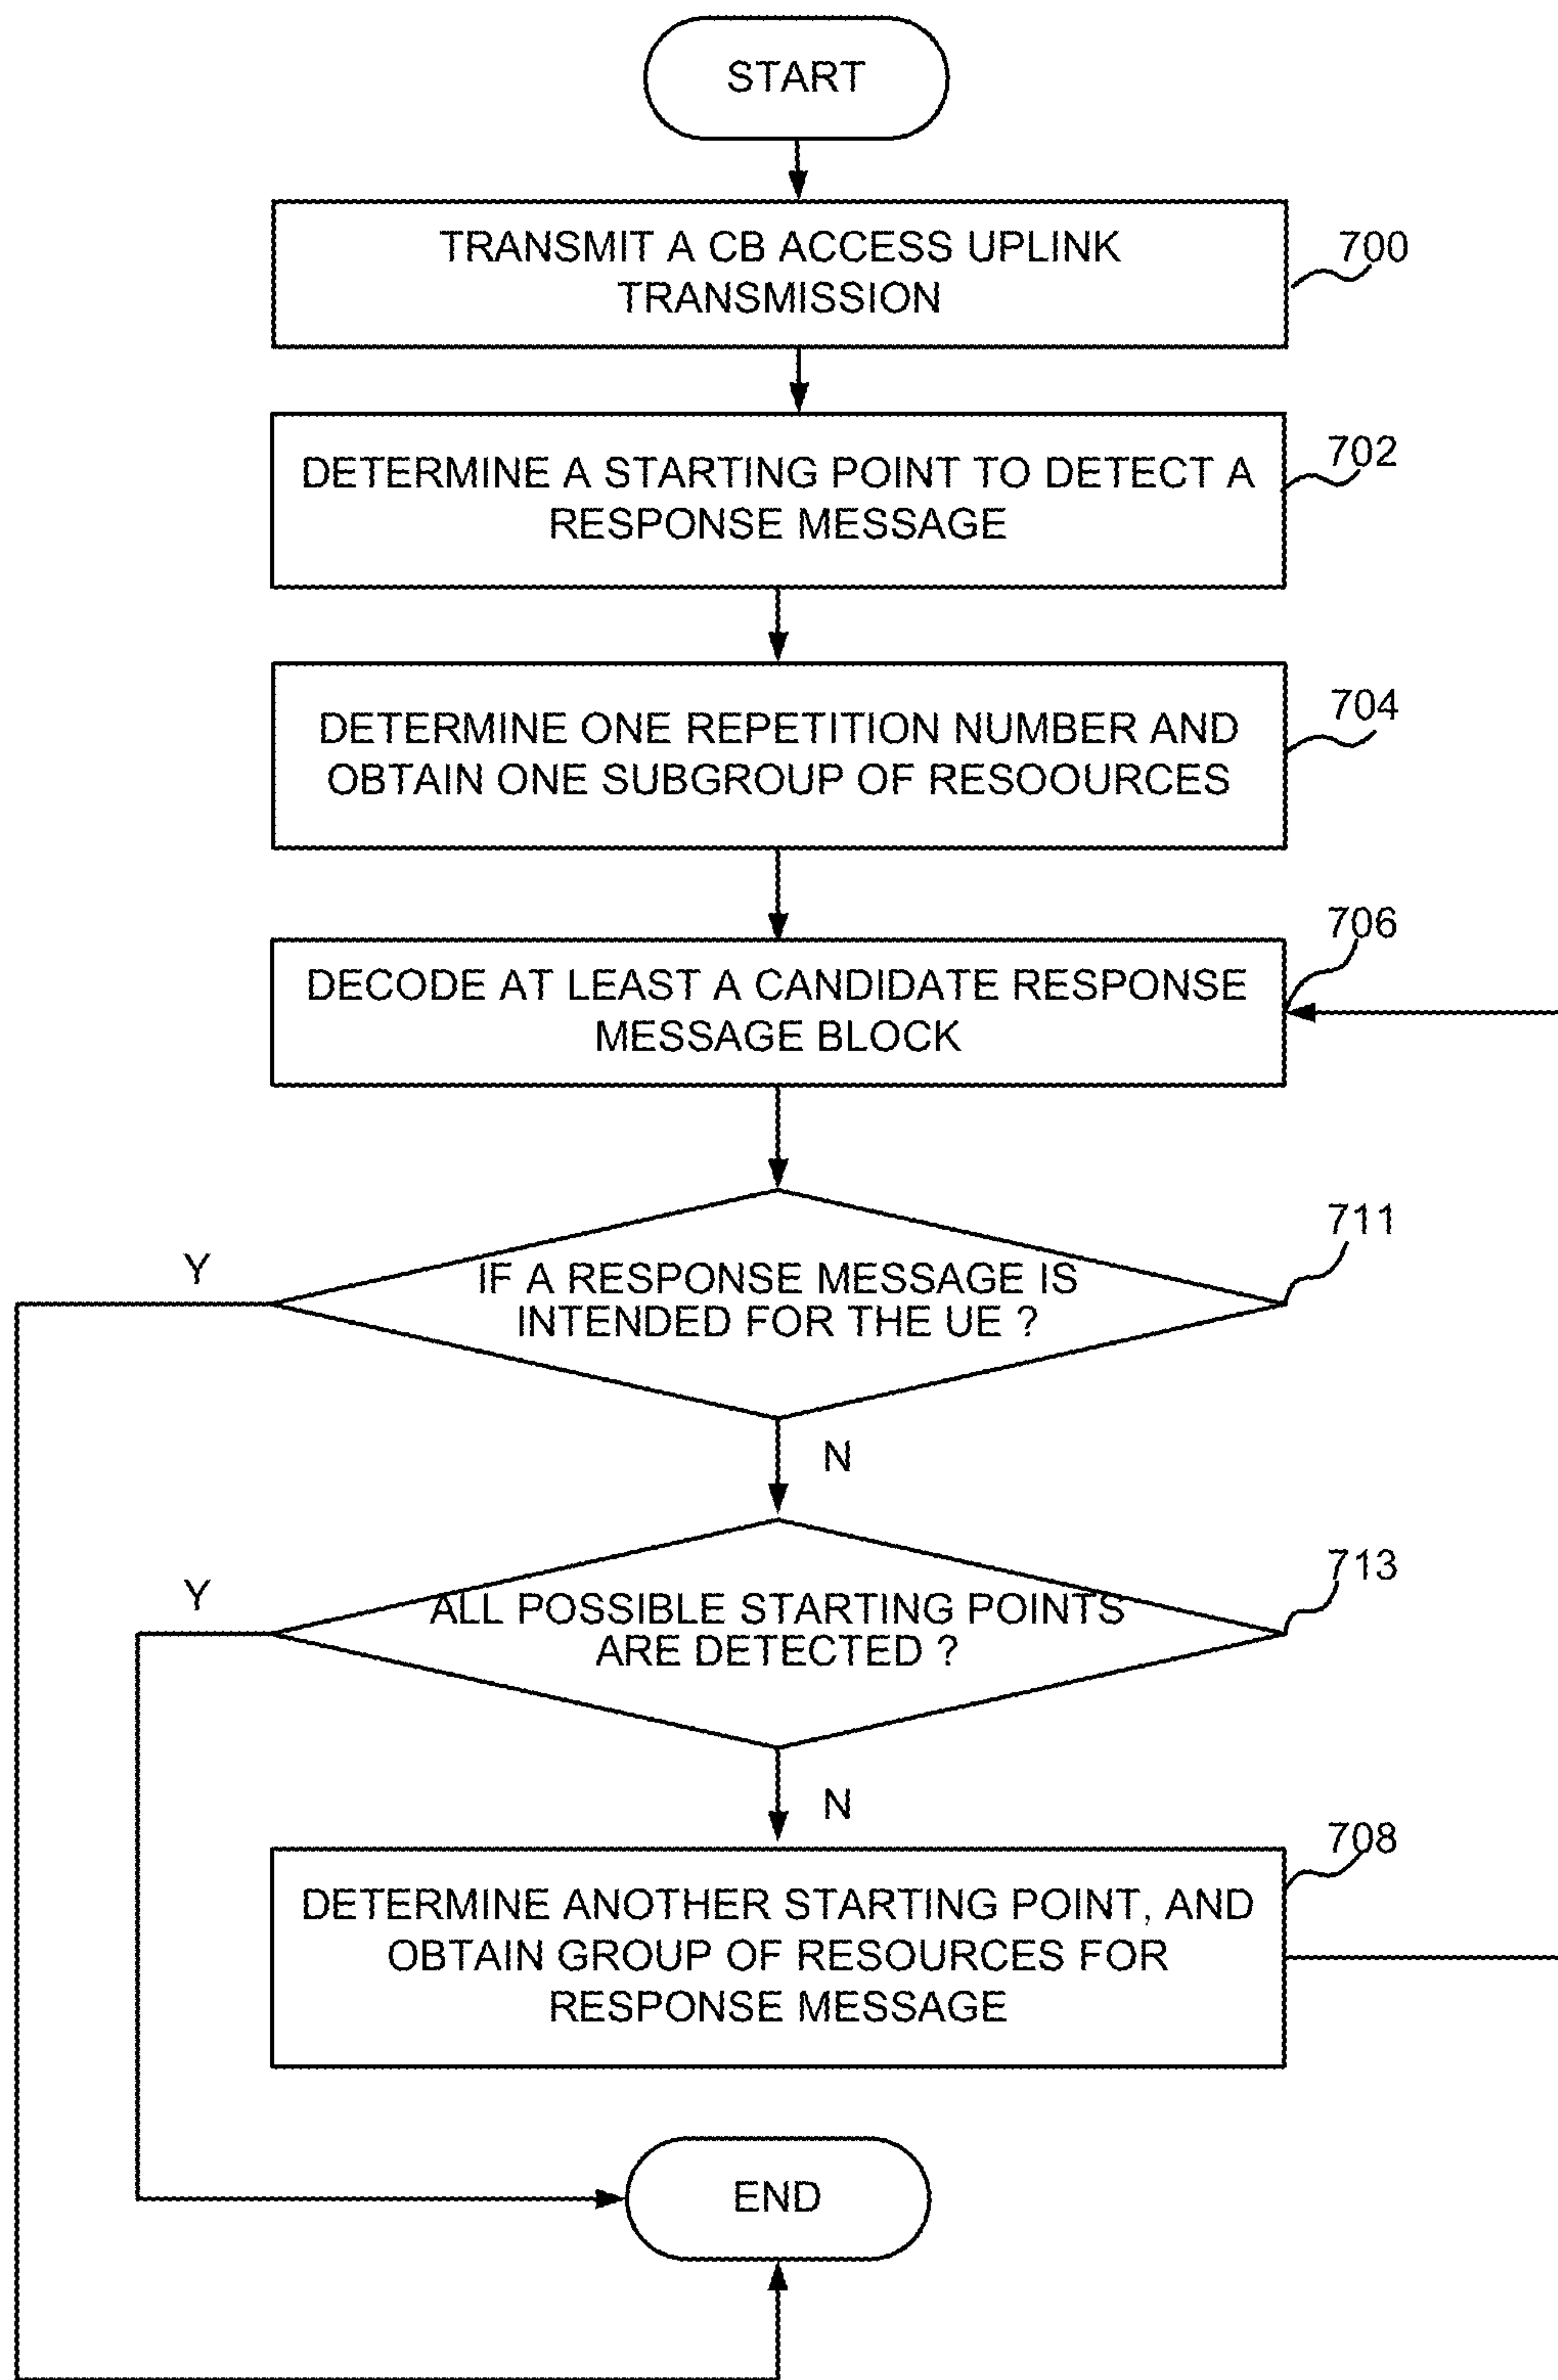 START
TRANSMIT A CB ACCESS UPLINK
TRANSMISSION
700
DETERMINE A STARTING POINT TO DETECT A
RESPONSE MESSAGE
702
DETERMINE ONE REPETITION NUMBER AND
OBTAIN ONE SUBGROUP OF RESOOURCES
704
DECODE AT LEAST A CANDIDATE RESPONSE
MESSAGE BLOCK
706
IF A RESPONSE MESSAGE IS
INTENDED FOR THE UE ?
711
Y
N
ALL POSSIBLE STARTING POINTS
ARE DETECTED ?
713
Y
N
DETERMINE ANOTHER STARTING POINT, AND
OBTAIN GROUP OF RESOURCES FOR
RESPONSE MESSAGE
708
END